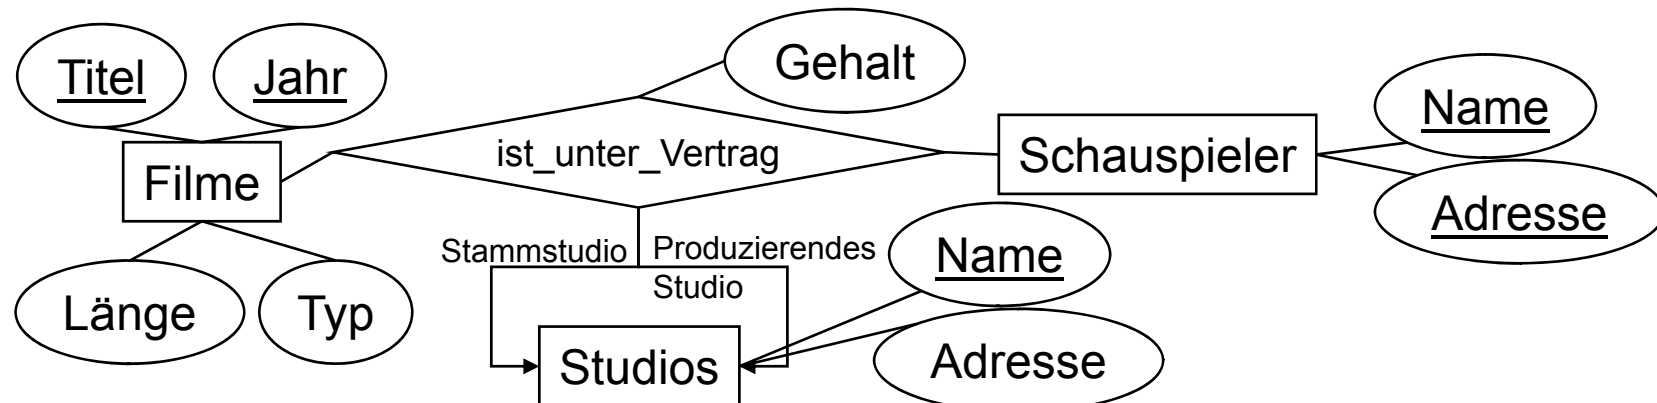 Titel
Jahr
Gehalt
Name
ist_unter_Vertrag
Schauspieler
Filme
Adresse
Stammstudio
Produzierendes
Studio
Name
Länge
Typ
Studios
Adresse